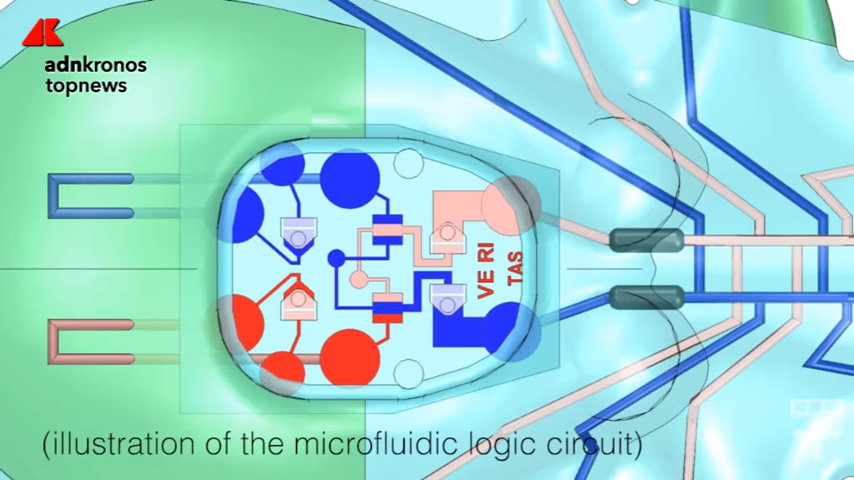 adnkronos
topnews
VE RI
TAS
(illustration of the microfluidic logic circuit)